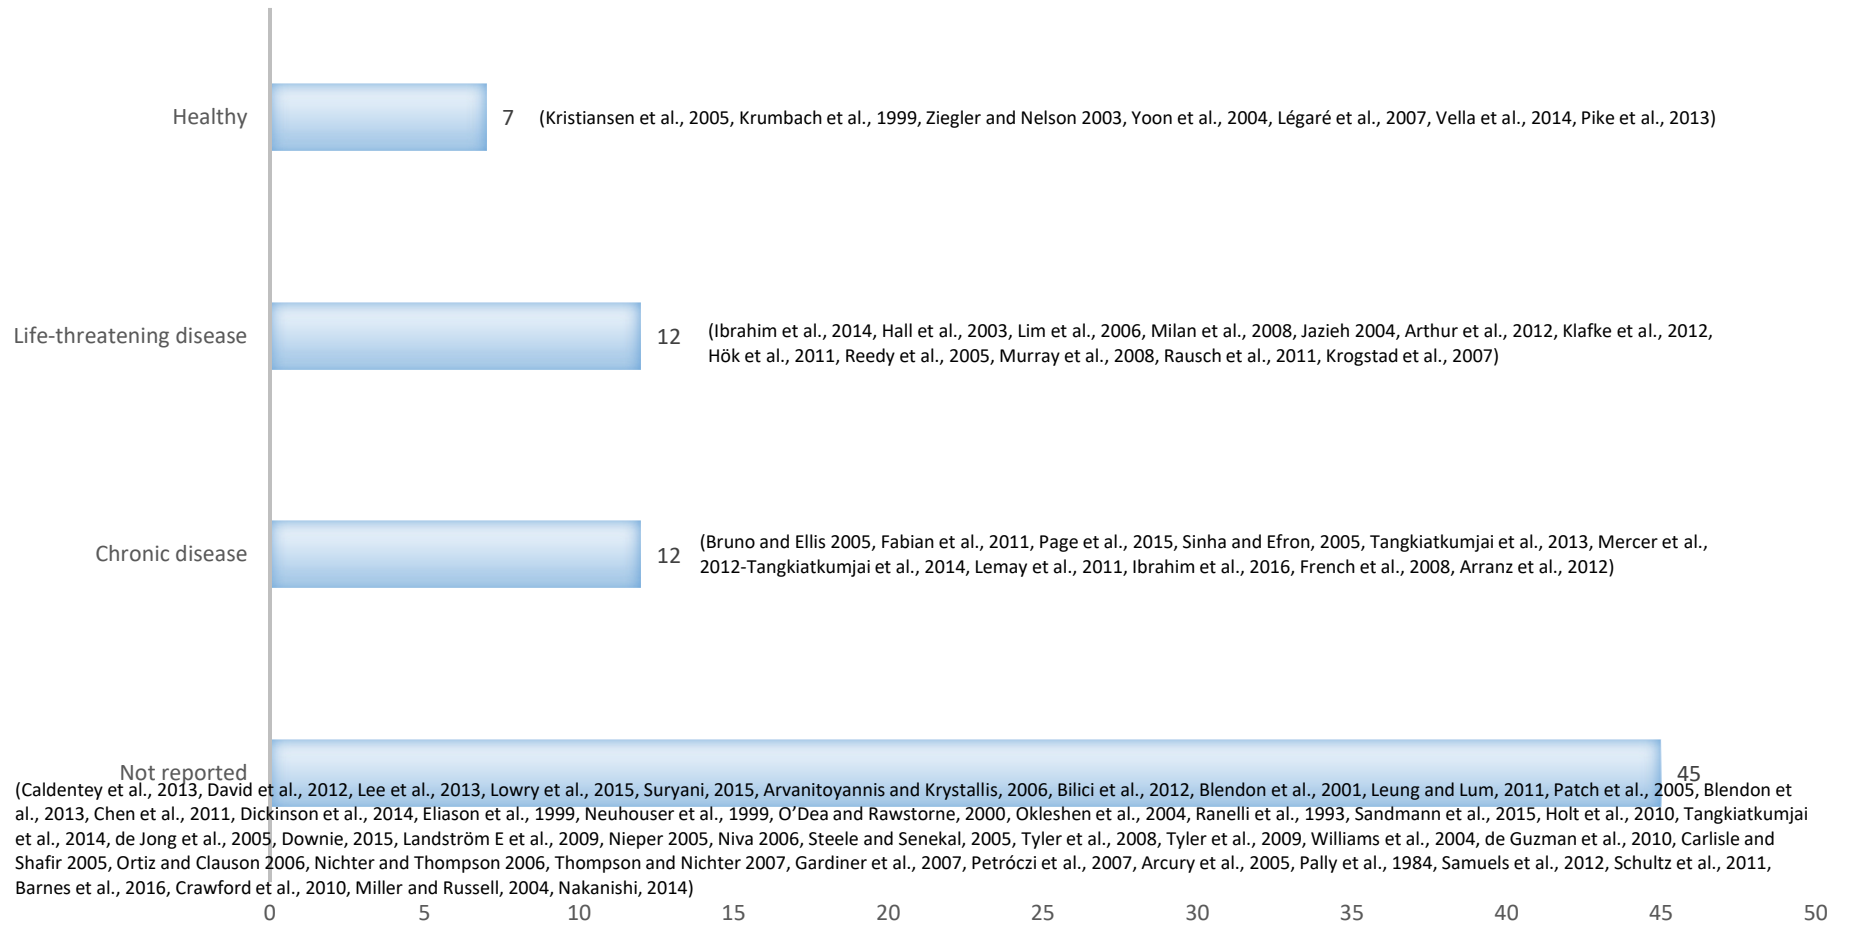 Healthy
7
(Kristiansen et al., 2005, Krumbach et al., 1999, Ziegler and Nelson 2003, Yoon et al., 2004, Légaré et al., 2007, Vella et al., 2014, Pike et al., 2013)
Life-threatening disease
12
(Ibrahim et al., 2014, Hall et al., 2003, Lim et al., 2006, Milan et al., 2008, Jazieh 2004, Arthur et al., 2012, Klafke et al., 2012,
Hök et al., 2011, Reedy et al., 2005, Murray et al., 2008, Rausch et al., 2011, Krogstad et al., 2007)
Chronic disease
12
(Bruno and Ellis 2005, Fabian et al., 2011, Page et al., 2015, Sinha and Efron, 2005, Tangkiatkumjai et al., 2013, Mercer et al.,
2012-Tangkiatkumjai et al., 2014, Lemay et al., 2011, Ibrahim et al., 2016, French et al., 2008, Arranz et al., 2012)
Not reported
45
(Caldentey et al., 2013, David et al., 2012, Lee et al., 2013, Lowry et al., 2015, Suryani, 2015, Arvanitoyannis and Krystallis, 2006, Bilici et al., 2012, Blendon et al., 2001, Leung and Lum, 2011, Patch et al., 2005, Blendon et
al., 2013, Chen et al., 2011, Dickinson et al., 2014, Eliason et al., 1999, Neuhouser et al., 1999, O’Dea and Rawstorne, 2000, Okleshen et al., 2004, Ranelli et al., 1993, Sandmann et al., 2015, Holt et al., 2010, Tangkiatkumjai
et al., 2014, de Jong et al., 2005, Downie, 2015, Landström E et al., 2009, Nieper 2005, Niva 2006, Steele and Senekal, 2005, Tyler et al., 2008, Tyler et al., 2009, Williams et al., 2004, de Guzman et al., 2010, Carlisle and
Shafir 2005, Ortiz and Clauson 2006, Nichter and Thompson 2006, Thompson and Nichter 2007, Gardiner et al., 2007, Petróczi et al., 2007, Arcury et al., 2005, Pally et al., 1984, Samuels et al., 2012, Schultz et al., 2011,
Barnes et al., 2016, Crawford et al., 2010, Miller and Russell, 2004, Nakanishi, 2014)
0 5 10 15 20 25 30 35 40 45 50